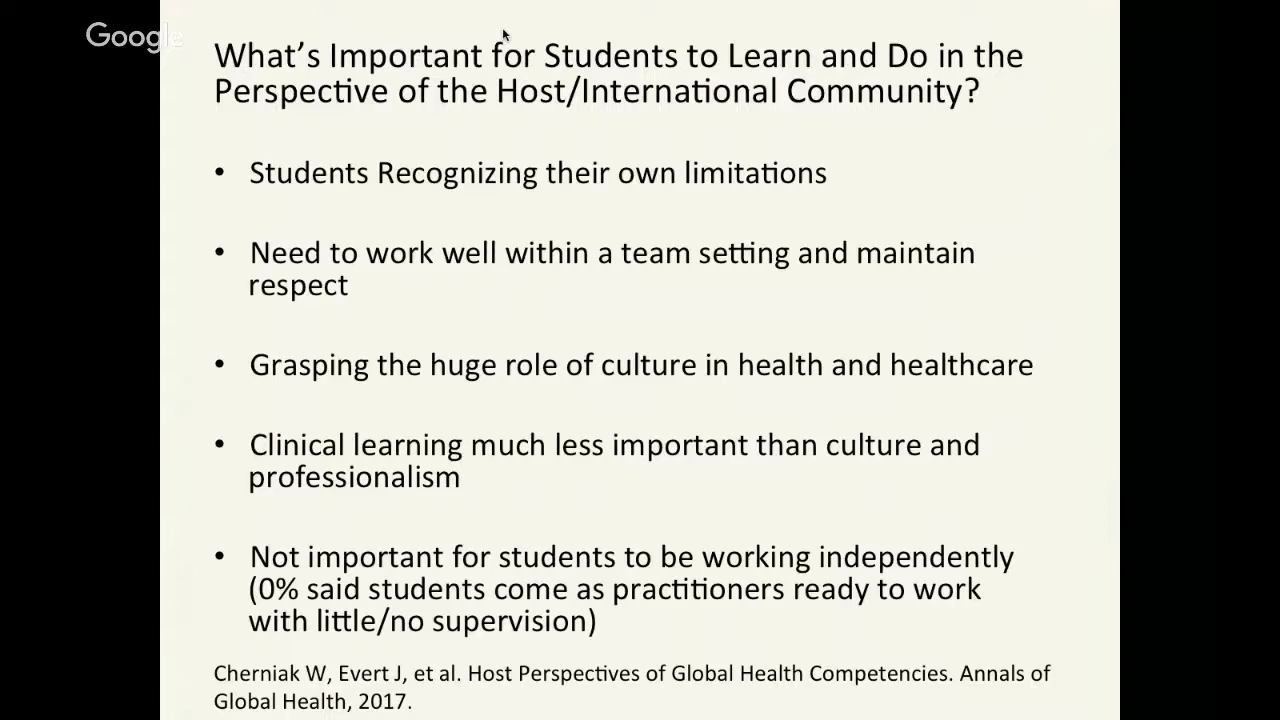 Google
What's Important for Students to Learn and Do in the
Perspective of the Host/International Community?
• Students Recognizing their own limitations
• Need to work well within a team setting and maintain
respect
• Grasping the huge role of culture in health and healthcare
• Clinical learning much less important than culture and
professionalism
• Not important for students to be working independently
(0% said students come as practitioners ready to work
with little/no supervision)
Cherniak W, Evert J, et al. Host Perspectives of Global Health Competencies. Annals of
Global Health, 2017.